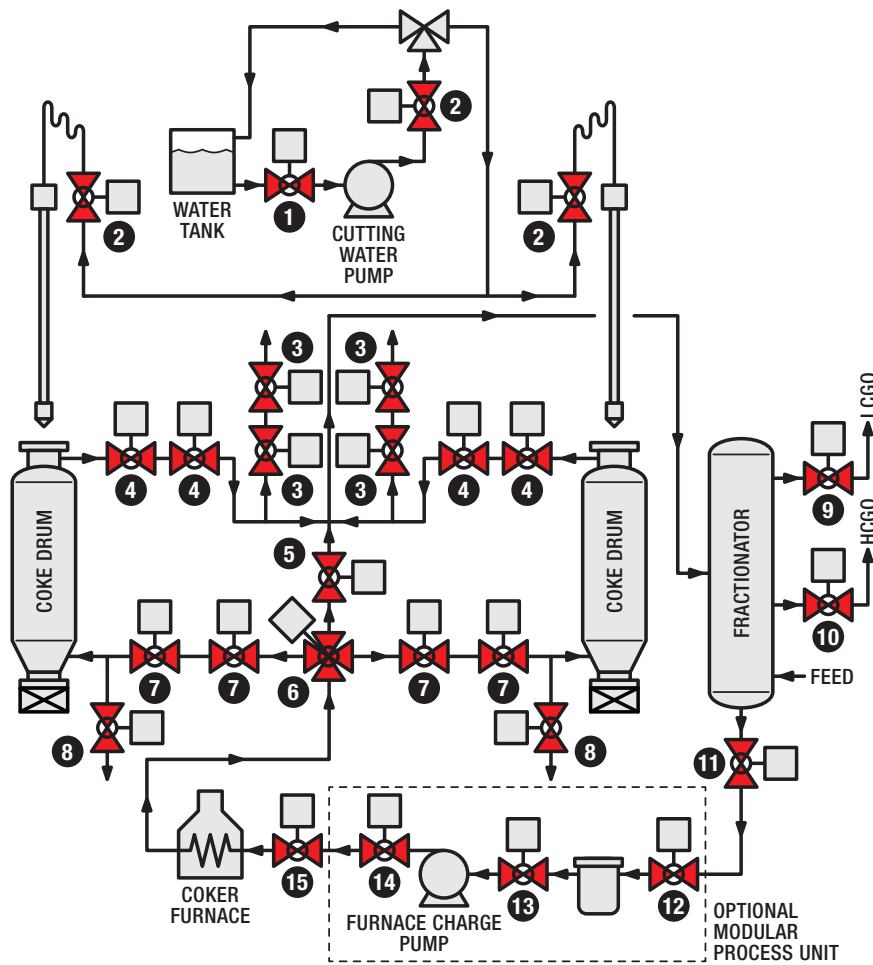 2
WATER
TANK
1
CUTTING
WATER
PUMP
2
2
3
3
3
3
4
4
4
4
LCGO
9
HCGO
10
COKE DRUM
COKE DRUM
FRACTIONATOR
5
7
7
6
7
7
FEED
8
8
11
COKER
FURNACE
15
14
FURNACE CHARGE
PUMP
13
12
OPTIONAL
MODULAR
PROCESS UNIT